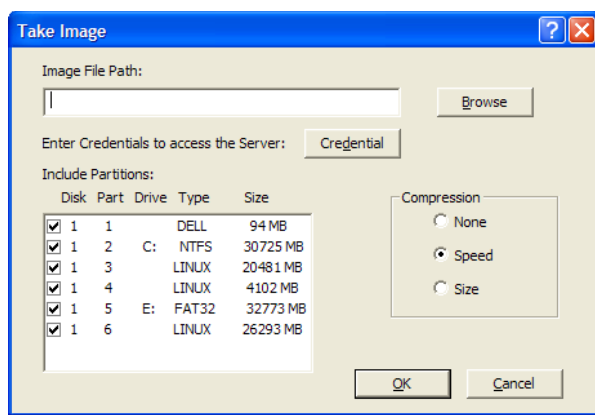 Take Image
Image File Path:
Browse
Enter Credentials to access the Server: Credential
Include Partitions:
Disk Part Drive Type Size
1 1 DELL 94 MB
1 2 C: NTFS 30725 MB
1 3 LINUX 20481 MB
1 4 LINUX 4102 MB
1 5 E: FAT32 32773 MB
1 6 LINUX 26293 MB
Compression
None
Speed
Size
OK Cancel